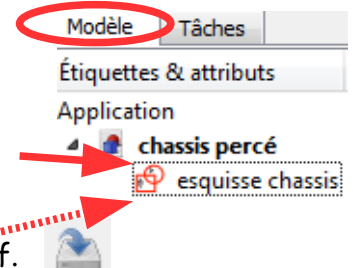 Modèle Tâches
Étiquettes & attributs
Application
chassis percé
esquisse chassis
f.